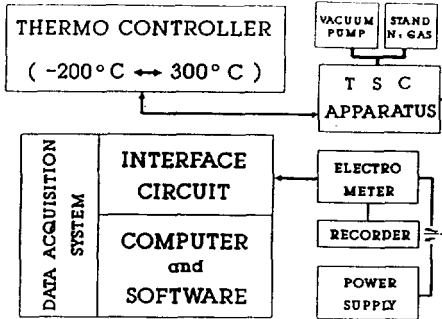 THERMO CONTROLLER
( -200°C ↔ 300°C )
VACUUM
PUMP
STAND
N₂ GAS
T S C
APPARATUS
DATA ACQUISITION
SYSTEM
INTERFACE
CIRCUIT
COMPUTER
and
SOFTWARE
ELECTRO
METER
RECORDER
POWER
SUPPLY